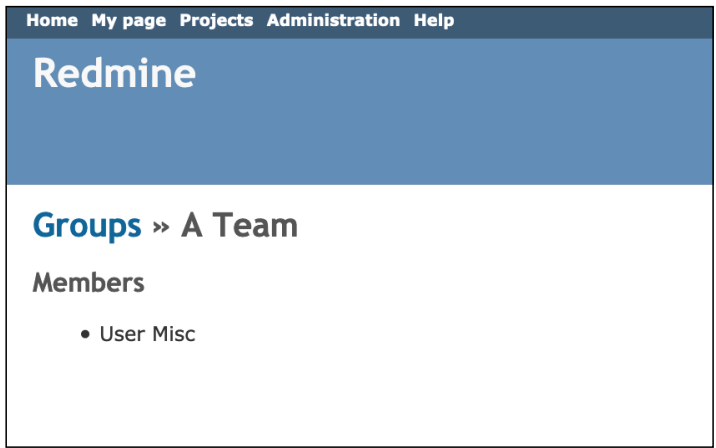 Home My page Projects Administration Help
Redmine
Groups » A Team
Members
• User Misc